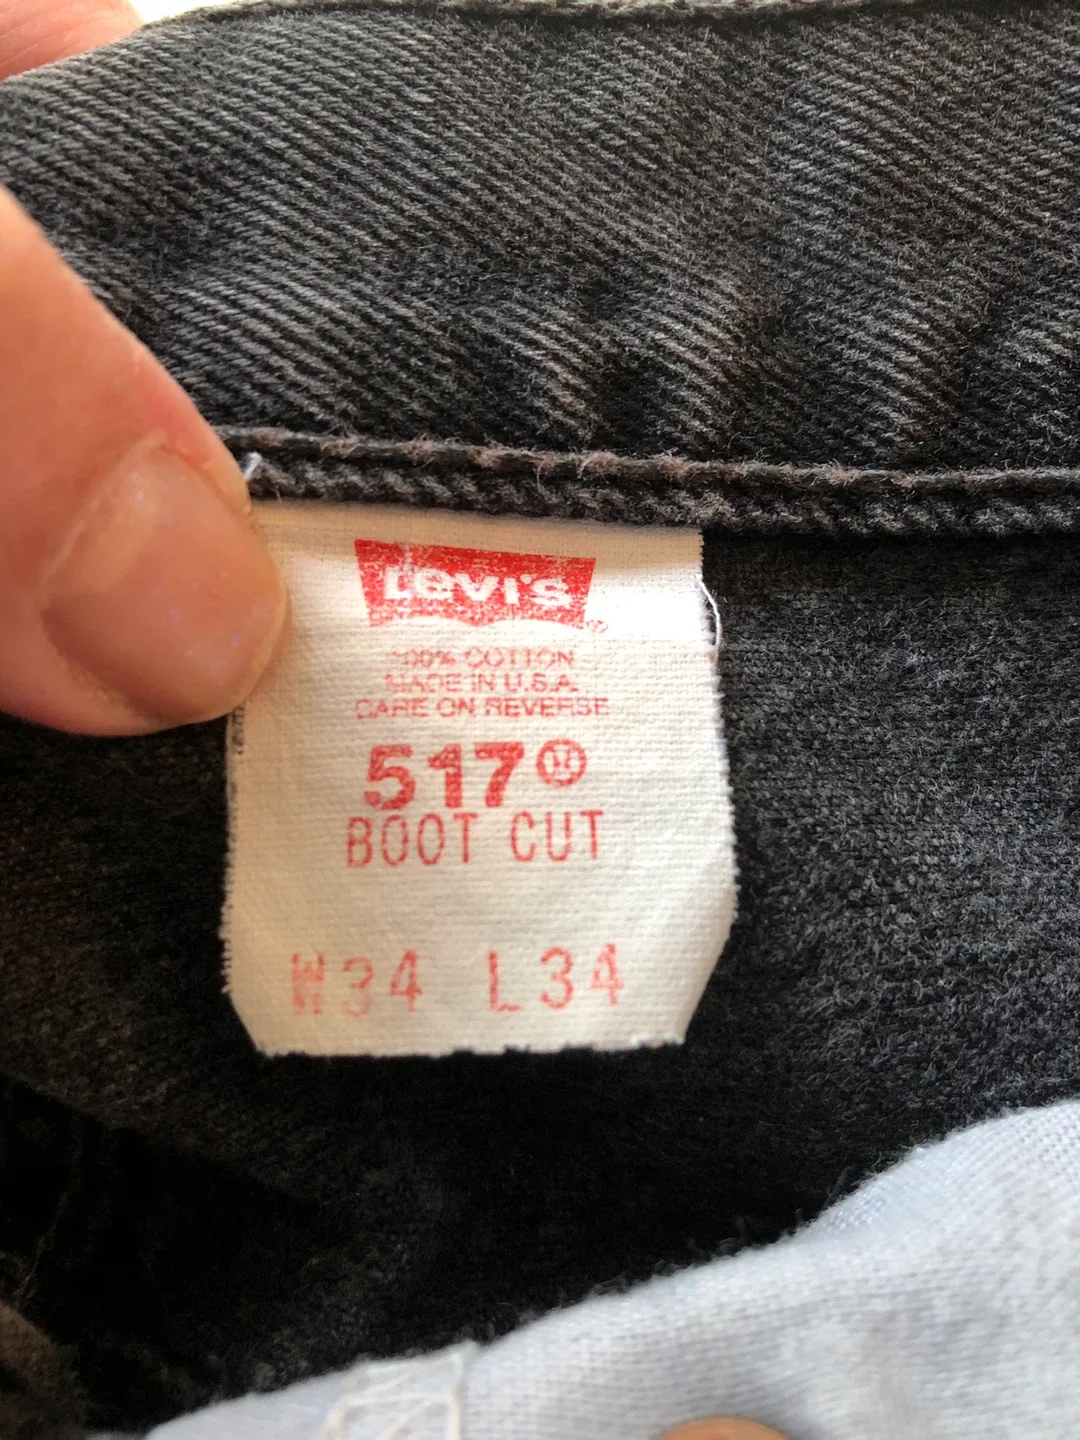 Levi's®
100% COTTON
MADE IN U.S.A.
CARE ON REVERSE
517®
BOOT CUT
W34 L34